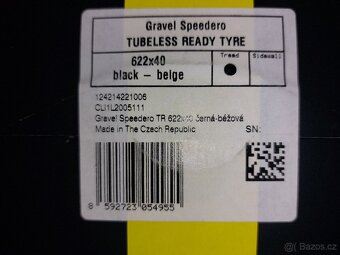 Gravel Speedero
TUBELESS READY TYRE
622x40
black – beige
Tread
Sidewall
124214221006
CLI1L2005111
Gravel Speedero TR 622x40 černá-béžová
Made in The Czech Republic
SN:
8 592723 054955
Bazos.cz